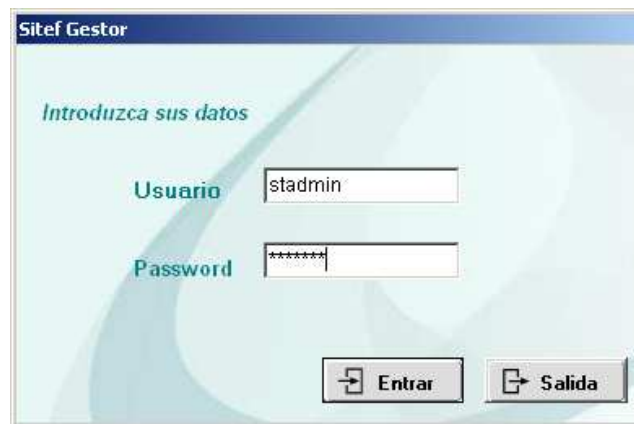 Sitef Gestor
Introduzca sus datos
Usuario
stadmin
Password
*******
Entrar
Salida